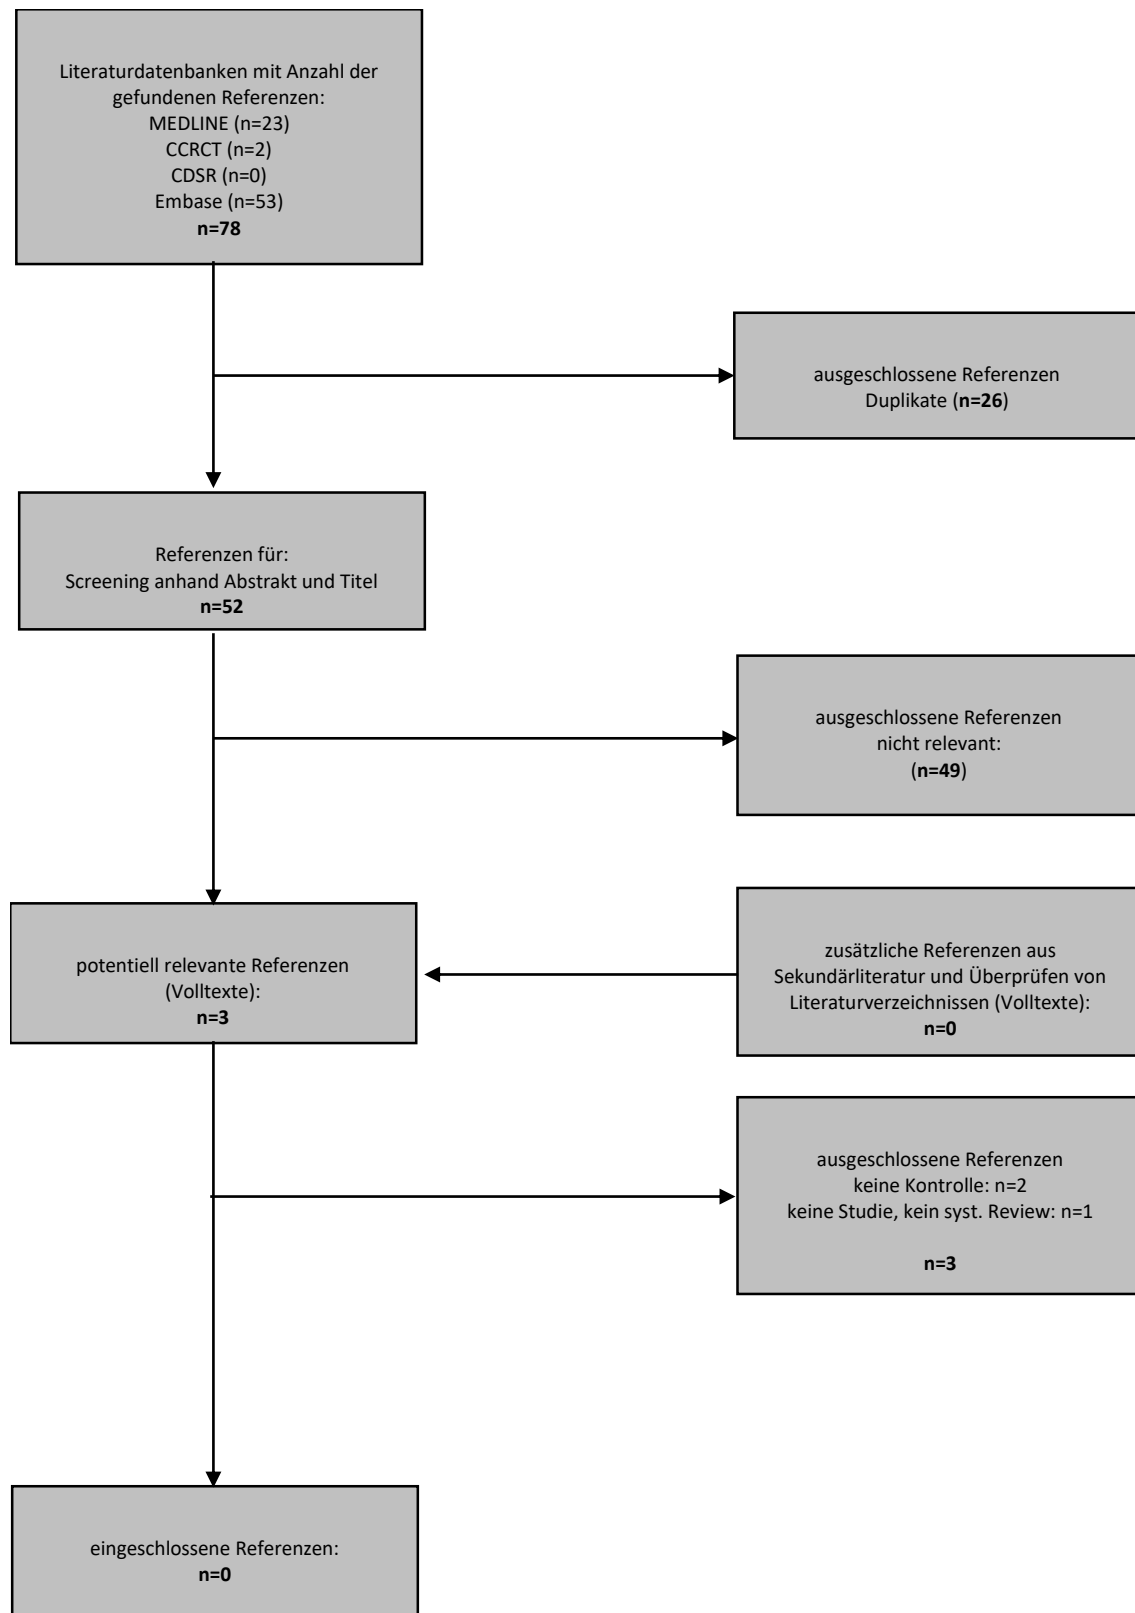 Literaturdatenbanken mit Anzahl der
gefundenen Referenzen:
MEDLINE (n=23)
CCRCT (n=2)
CDSR (n=0)
Embase (n=53)
n=78
ausgeschlossene Referenzen
Duplikate (n=26)
Referenzen für:
Screening anhand Abstrakt und Titel
n=52
ausgeschlossene Referenzen
nicht relevant:
(n=49)
potentiell relevante Referenzen
(Volltexte):
n=3
zusätzliche Referenzen aus
Sekundärliteratur und Überprüfen von
Literaturverzeichnissen (Volltexte):
n=0
ausgeschlossene Referenzen
keine Kontrolle: n=2
keine Studie, kein syst. Review: n=1
n=3
eingeschlossene Referenzen:
n=0